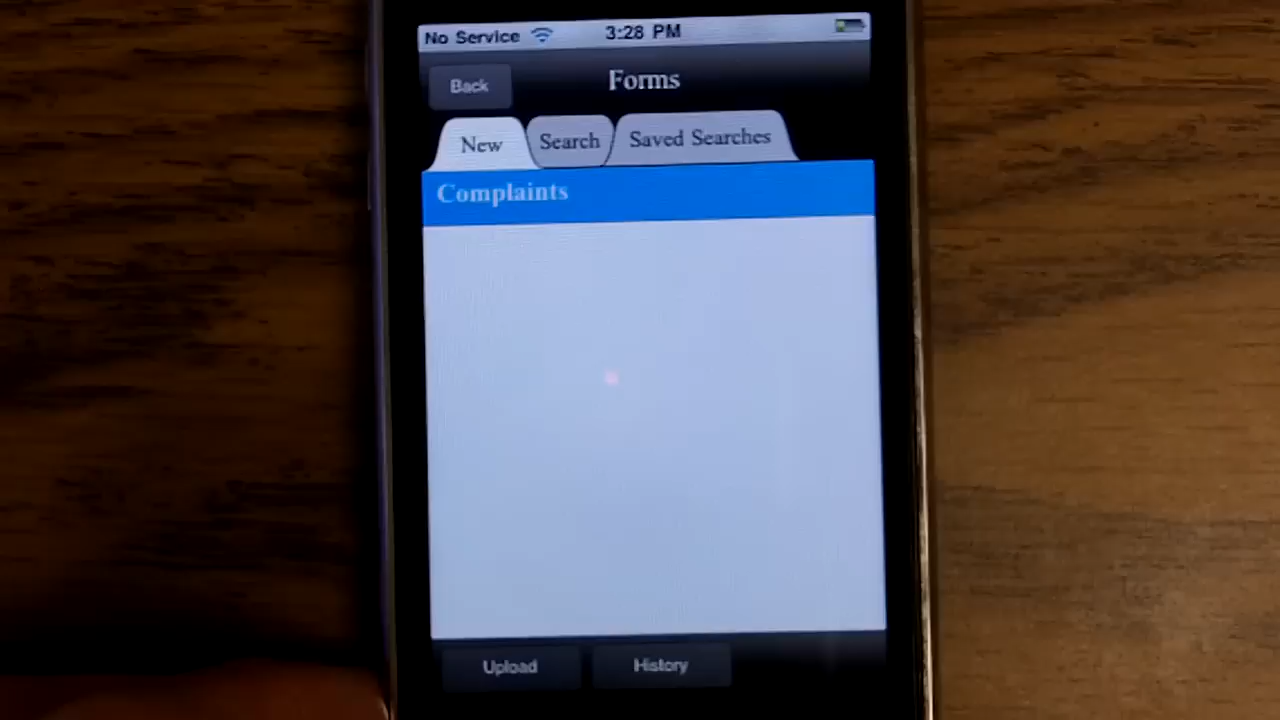 No Service 3:28 PM
Back Forms
New Search Saved Searches
Complaints
Upload History